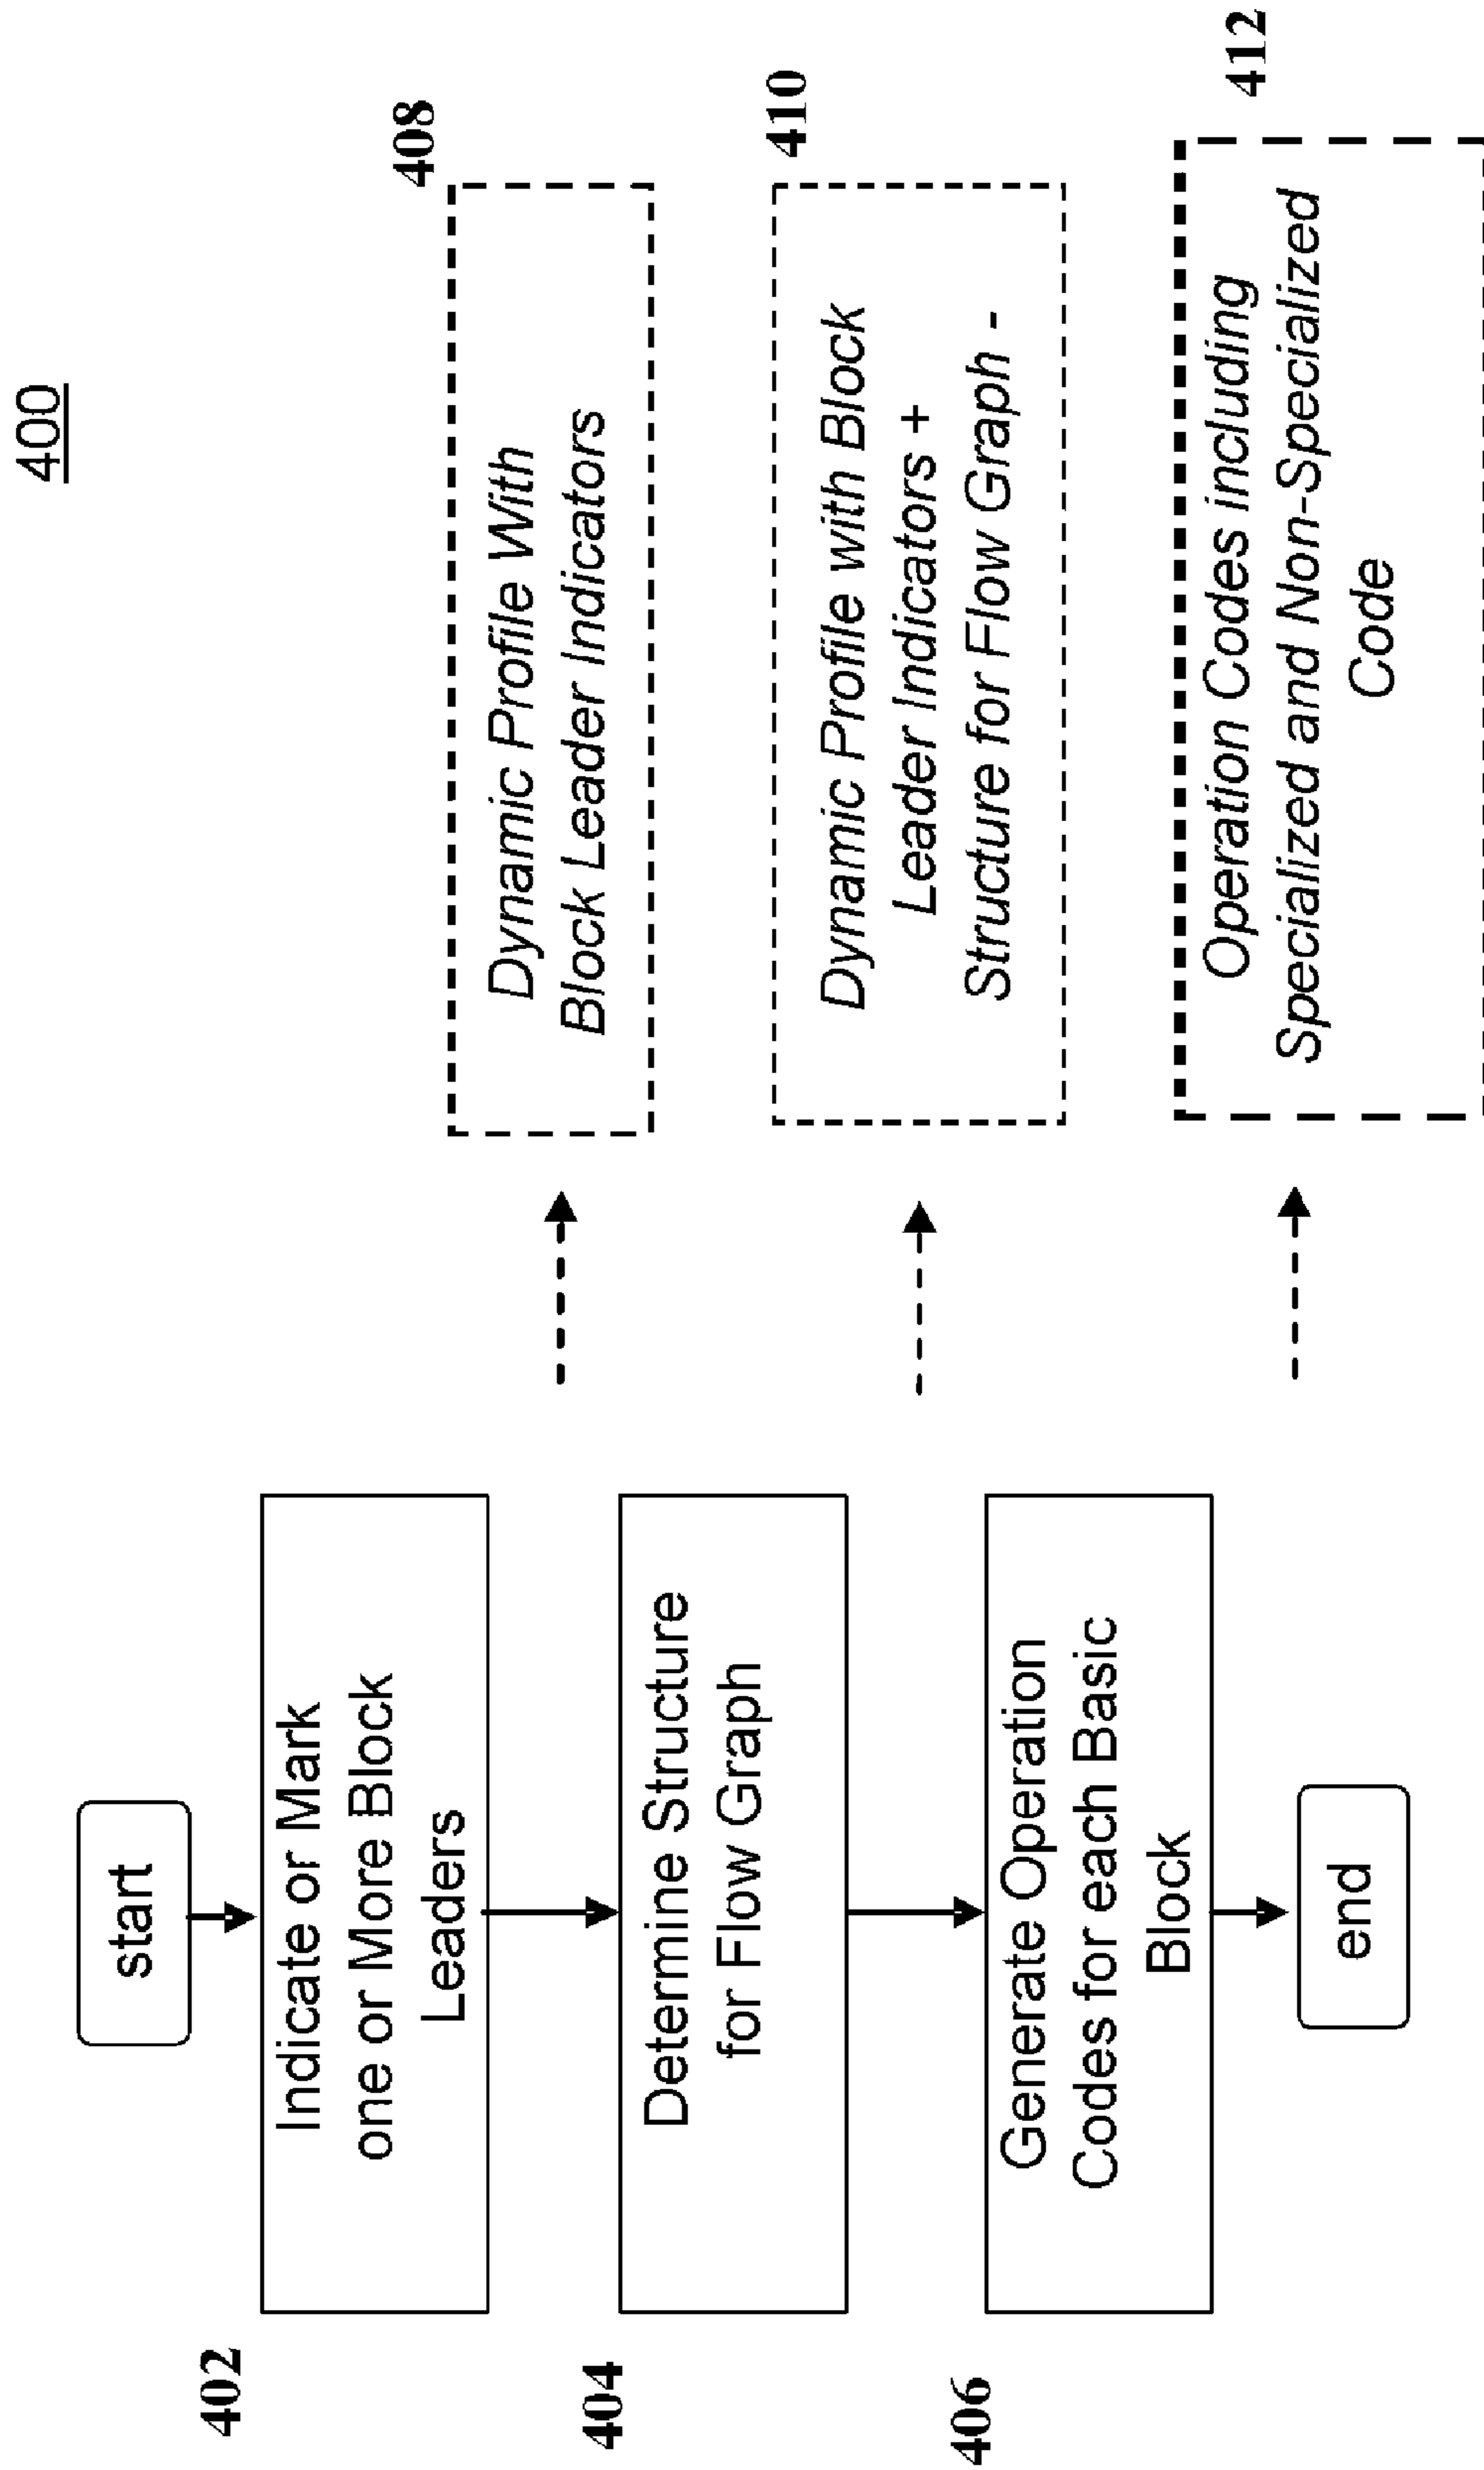 400
start
402
Indicate or Mark
one or More Block
Leaders
408
Dynamic Profile With
Block Leader Indicators
404
Determine Structure
for Flow Graph
410
Dynamic Profile with Block
Leader Indicators +
Structure for Flow Graph -
406
Generate Operation
Codes for each Basic
Block
412
Operation Codes including
Specialized and Non-Specialized
Code
end